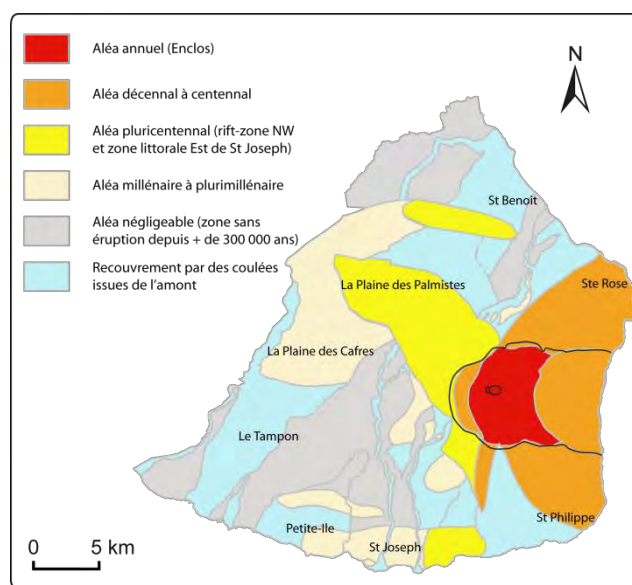 Aléa annuel (Enclos)
Aléa décennal à centennal
Aléa pluricentennal (rift-zone NW
et zone littorale Est de St Joseph)
Aléa millénaire à plurimillénaire
Aléa négligeable (zone sans
éruption depuis + de 300 000 ans)
Recouvrement par des coulées
issues de l'amont
N
St Benoit
Ste Rose
La Plaine des Palmistes
La Plaine des Cafres
Le Tampon
St Philippe
Petite-Ile
St Joseph
0 5 km